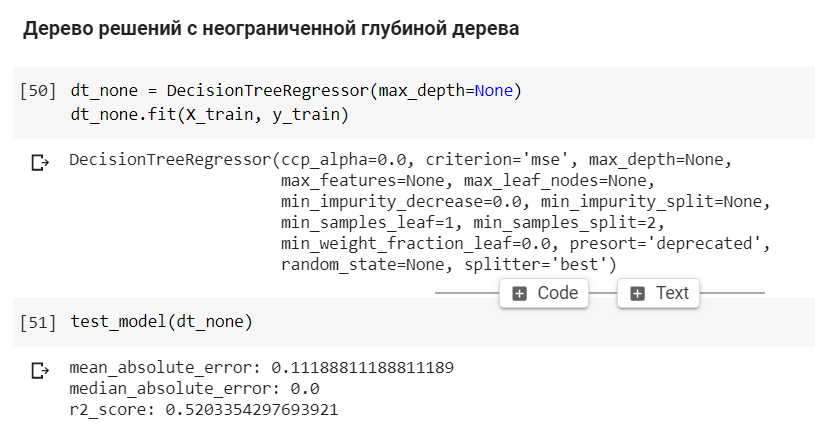 Дерево решений с неограниченной глубиной дерева
[50] dt_none = DecisionTreeRegressor(max_depth=None)
dt_none.fit(X_train, y_train)
DecisionTreeRegressor(ccp_alpha=0.0, criterion='mse', max_depth=None,
max_features=None, max_leaf_nodes=None,
min_impurity_decrease=0.0, min_impurity_split=None,
min_samples_leaf=1, min_samples_split=2,
min_weight_fraction_leaf=0.0, presort='deprecated',
random_state=None, splitter='best')
Code Text
[51] test_model(dt_none)
mean_absolute_error: 0.11188811188811189
median_absolute_error: 0.0
r2_score: 0.5203354297693921